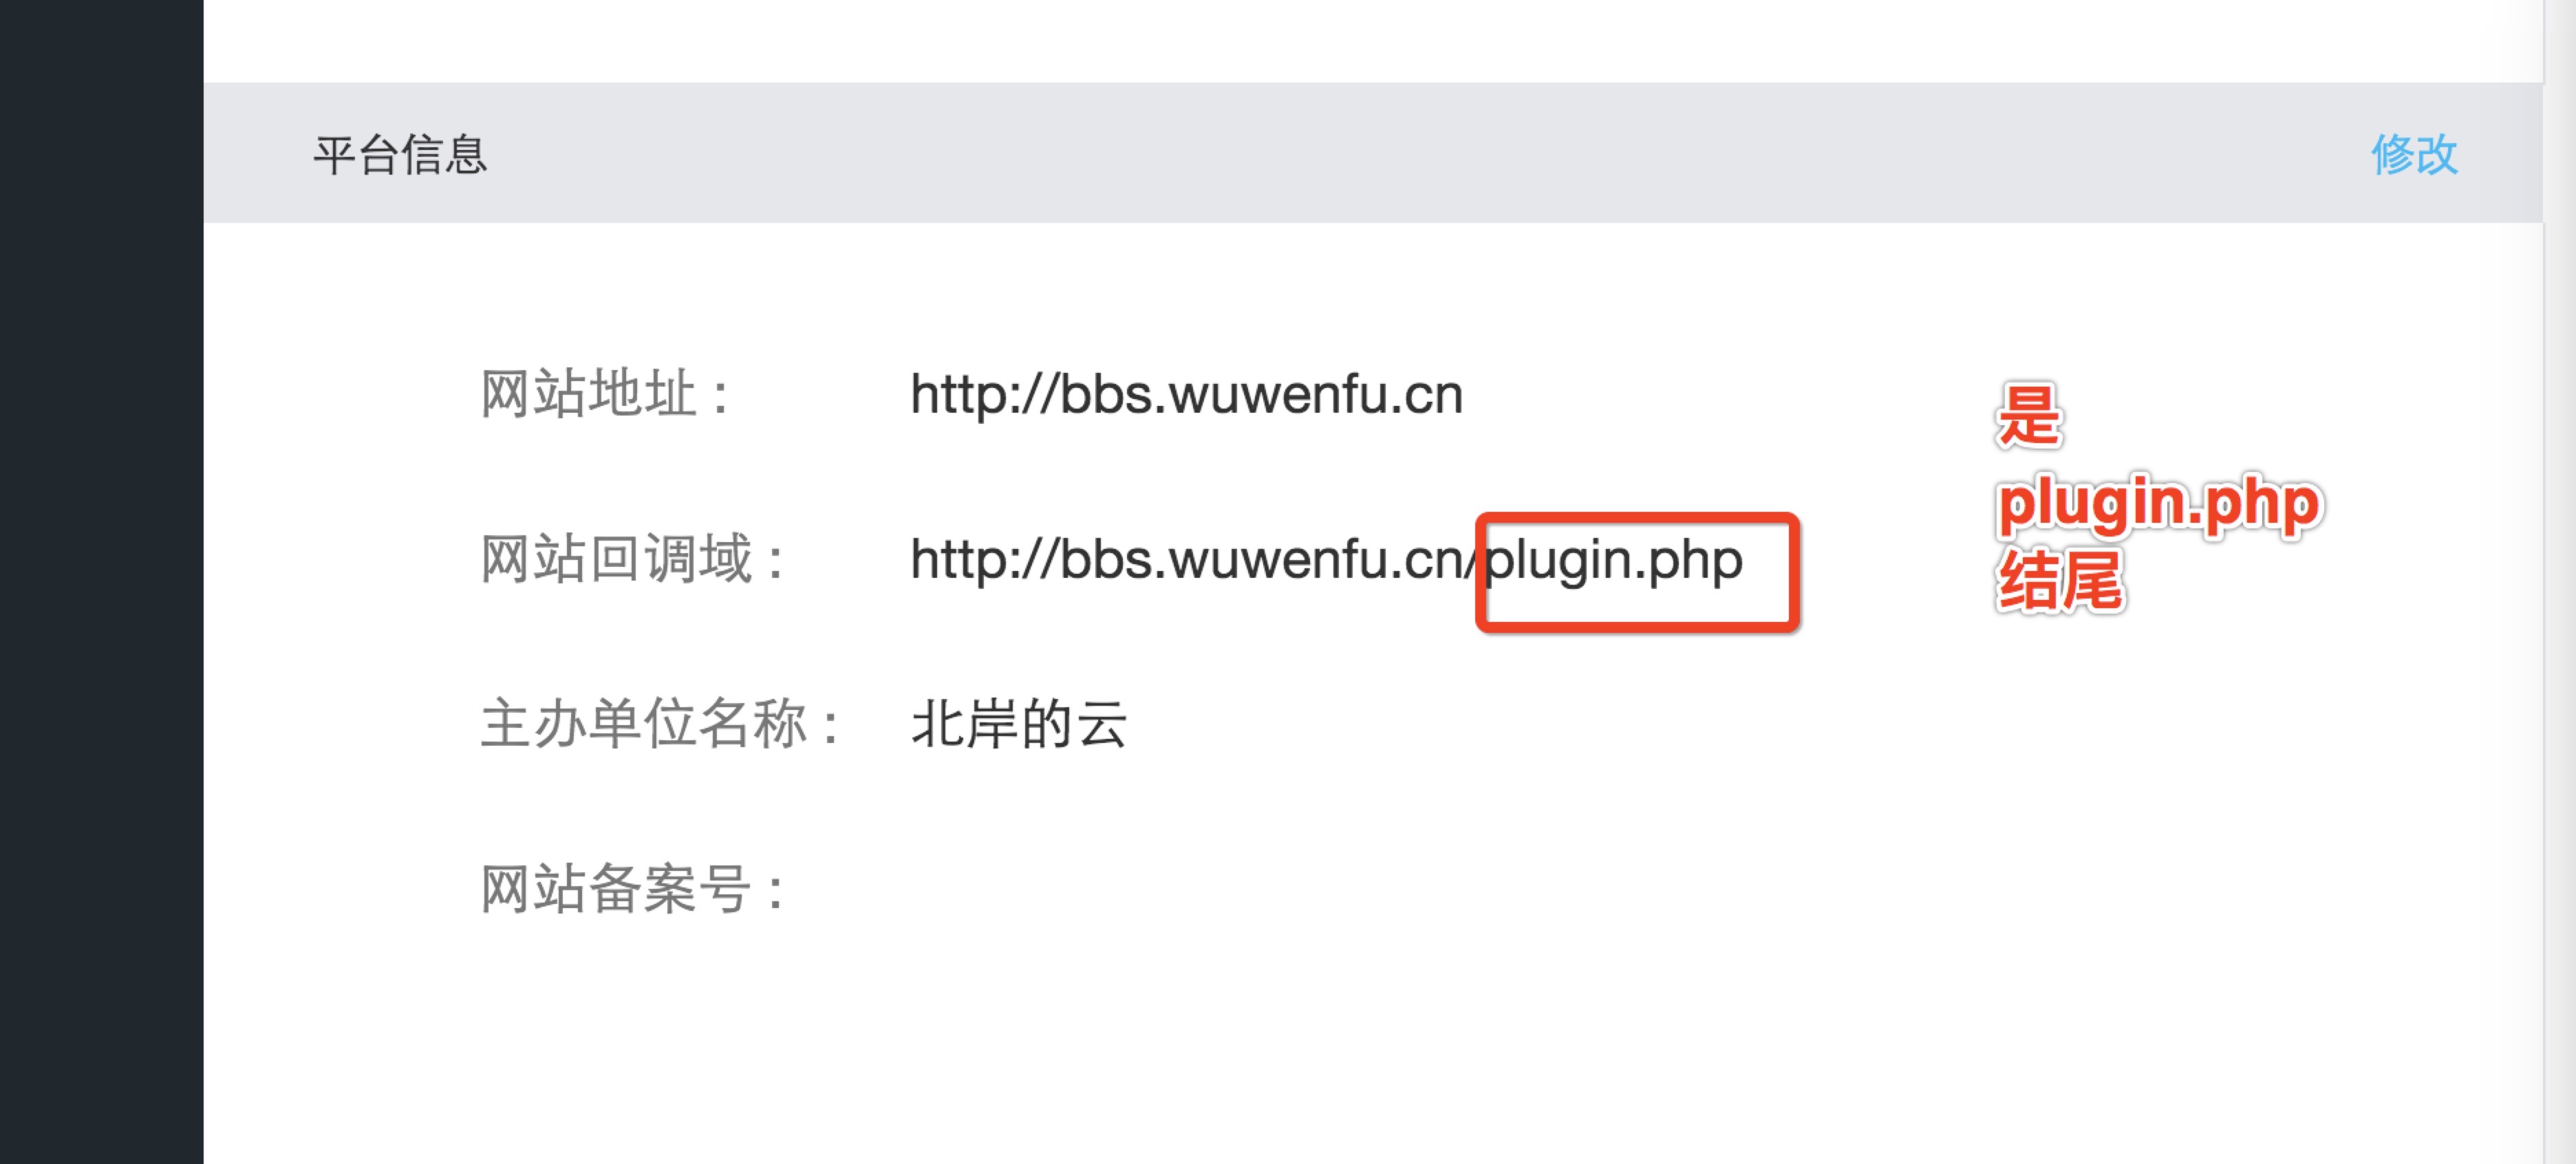 平台信息 修改
网站地址： http://bbs.wuwenfu.cn
网站回调域： http://bbs.wuwenfu.cn/plugin.php
主办单位名称： 北岸的云
网站备案号：
是
plugin.php
结尾